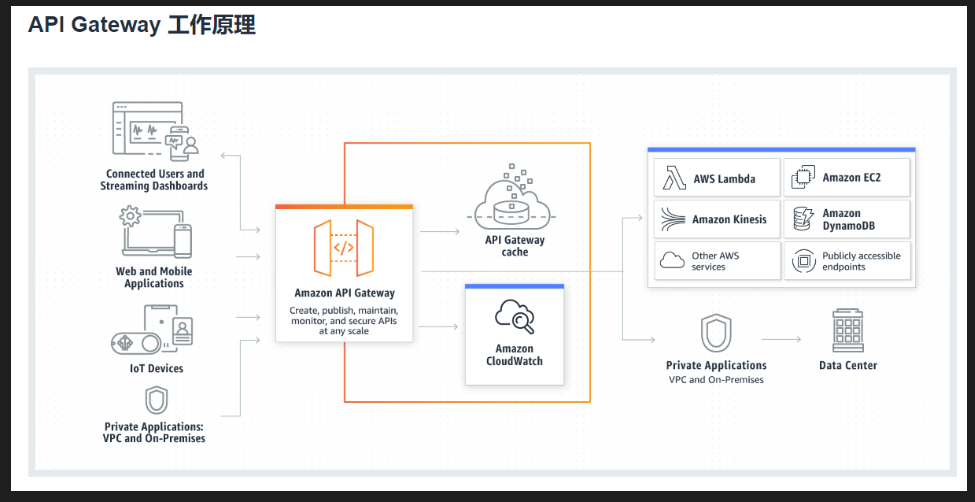 API Gateway 工作原理
Connected Users and
Streaming Dashboards
Web and Mobile
Applications
IoT Devices
Private Applications:
VPC and On-Premises
</>
Amazon API Gateway
Create, publish, maintain,
monitor, and secure APIs
at any scale
API Gateway
cache
Amazon
CloudWatch
AWS Lambda
Amazon EC2
Amazon Kinesis
Amazon
DynamoDB
Other AWS
services
Publicly accessible
endpoints
Private Applications
VPC and On-Premises
Data Center